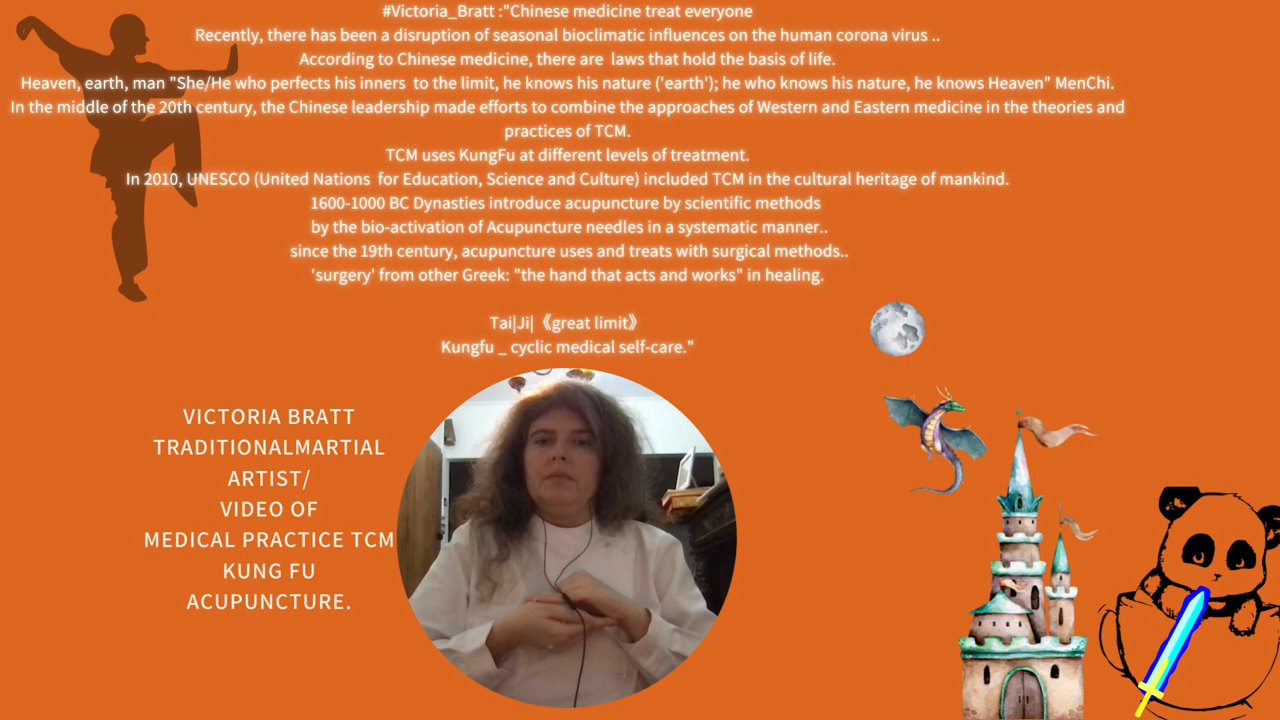 #Victoria_Bratt :"Chinese medicine treat everyone
Recently, there has been a disruption of seasonal bioclimatic influences on the human corona virus ..
According to Chinese medicine, there are  laws that hold the basis of life.
Heaven, earth, man "She/He who perfects his inners  to the limit, he knows his nature ('earth'); he who knows his nature, he knows Heaven" MenChi.
In the middle of the 20th century, the Chinese leadership made efforts to combine the approaches of Western and Eastern medicine in the theories and
practices of TCM.
TCM uses KungFu at different levels of treatment.
In 2010, UNESCO (United Nations  for Education, Science and Culture) included TCM in the cultural heritage of mankind.
1600-1000 BC Dynasties introduce acupuncture by scientific methods
by the bio-activation of Acupuncture needles in a systematic manner..
since the 19th century, acupuncture uses and treats with surgical methods..
'surgery' from other Greek: "the hand that acts and works" in healing.
Tai|Ji|《great limit》
Kungfu _ cyclic medical self-care."
VICTORIA BRATT
TRADITIONALMARTIAL
ARTIST/
VIDEO OF
MEDICAL PRACTICE TCM
KUNG FU
ACUPUNCTURE.